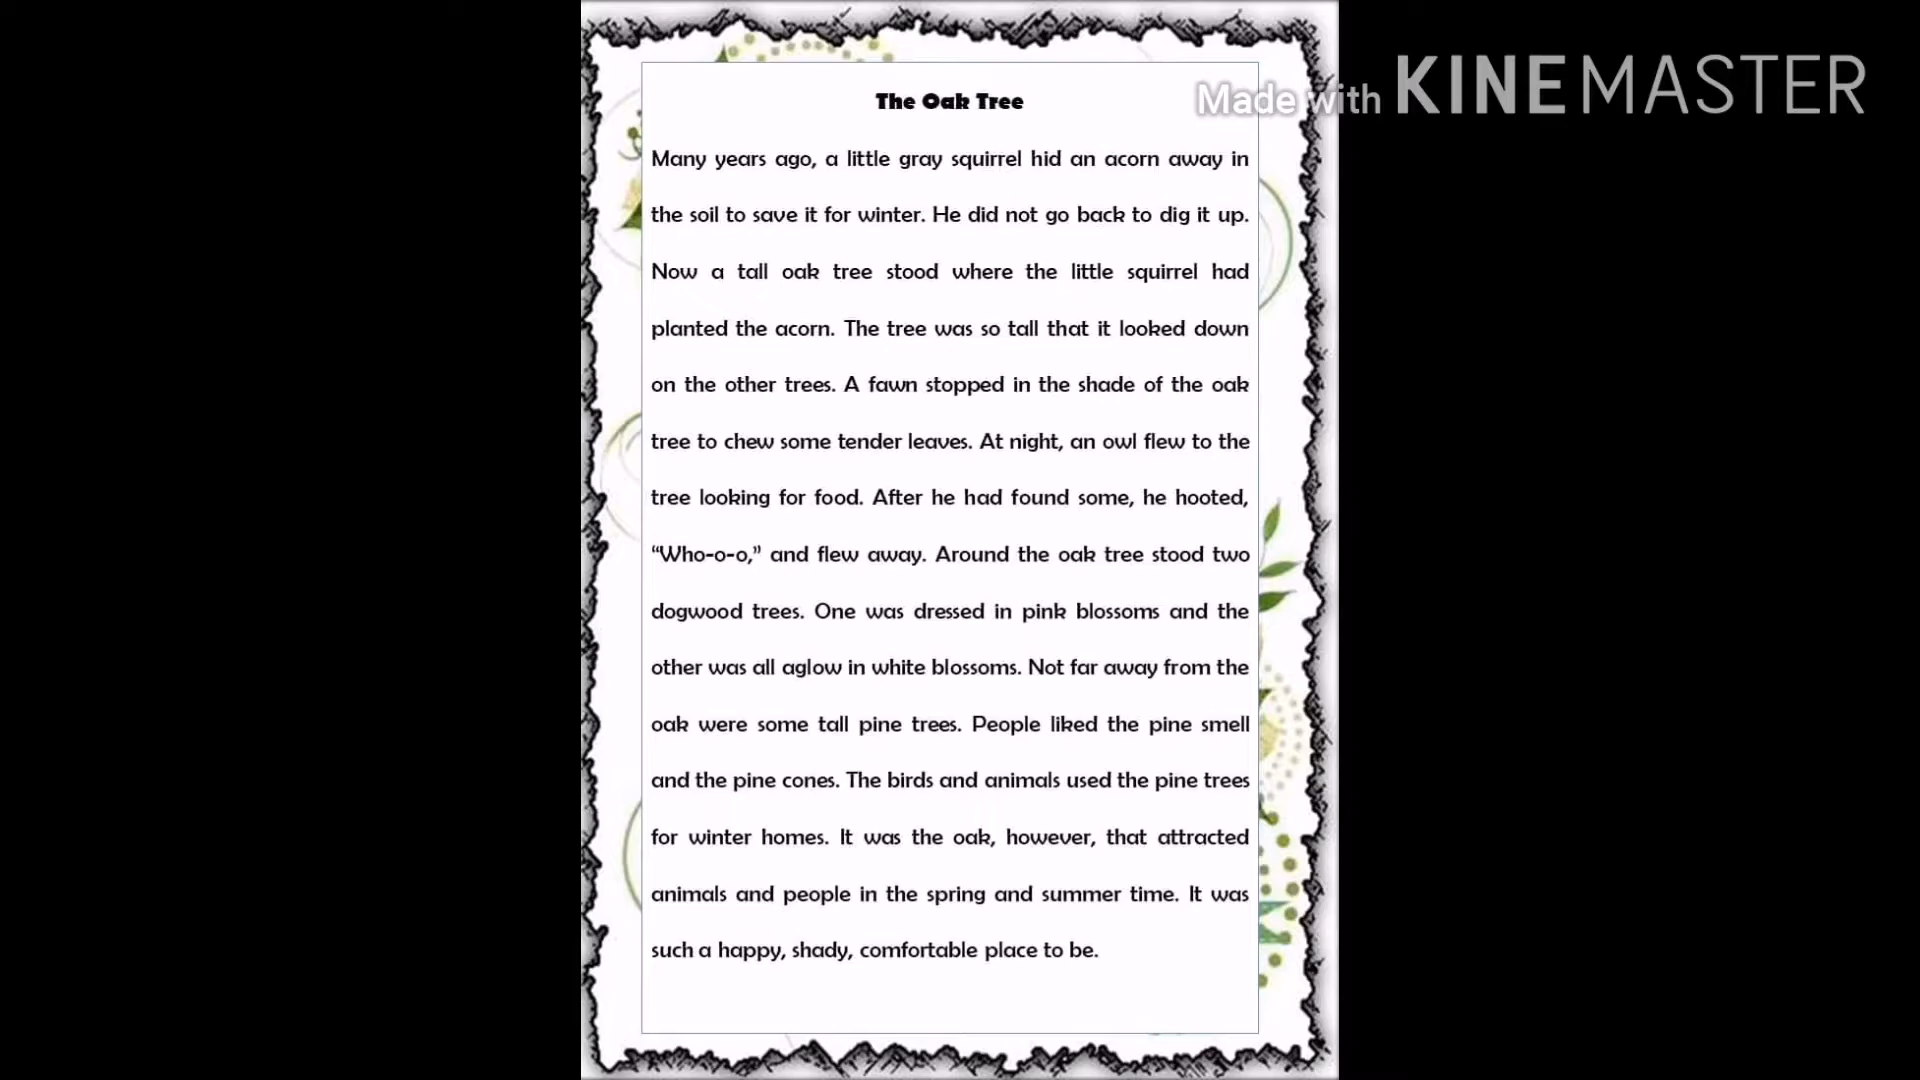 The Oak Tree
Made with KINEMASTER
Many years ago, a little gray squirrel hid an acorn away in
the soil to save it for winter. He did not go back to dig it up.
Now a tall oak tree stood where the little squirrel had
planted the acorn. The tree was so tall that it looked down
on the other trees. A fawn stopped in the shade of the oak
tree to chew some tender leaves. At night, an owl flew to the
tree looking for food. After he had found some, he hooted,
“Who-o-o,” and flew away. Around the oak tree stood two
dogwood trees. One was dressed in pink blossoms and the
other was all aglow in white blossoms. Not far away from the
oak were some tall pine trees. People liked the pine smell
and the pine cones. The birds and animals used the pine trees
for winter homes. It was the oak, however, that attracted
animals and people in the spring and summer time. It was
such a happy, shady, comfortable place to be.